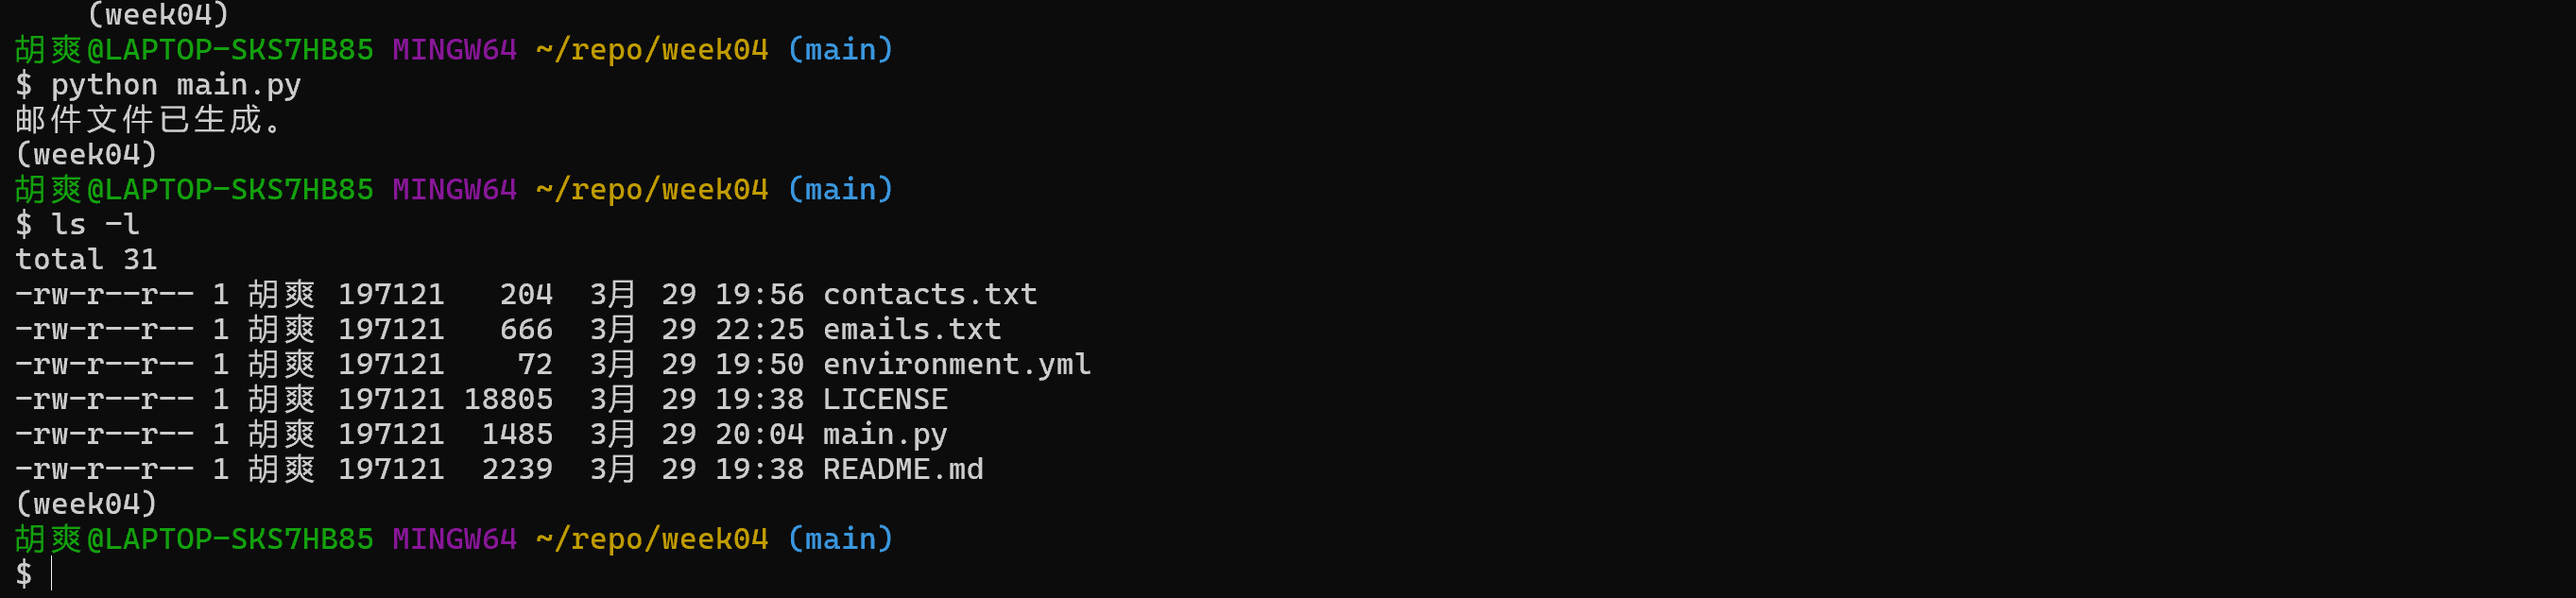 (week04)
胡爽@LAPTOP-SKS7HB85 MINGW64 ~/repo/week04 (main)
$ python main.py
邮件文件已生成。
(week04)
胡爽@LAPTOP-SKS7HB85 MINGW64 ~/repo/week04 (main)
$ ls -l
total 31
-rw-r--r-- 1 胡爽 197121   204  3月 29 19:56 contacts.txt
-rw-r--r-- 1 胡爽 197121   666  3月 29 22:25 emails.txt
-rw-r--r-- 1 胡爽 197121    72  3月 29 19:50 environment.yml
-rw-r--r-- 1 胡爽 197121 18805  3月 29 19:38 LICENSE
-rw-r--r-- 1 胡爽 197121  1485  3月 29 20:04 main.py
-rw-r--r-- 1 胡爽 197121  2239  3月 29 19:38 README.md
(week04)
胡爽@LAPTOP-SKS7HB85 MINGW64 ~/repo/week04 (main)
$